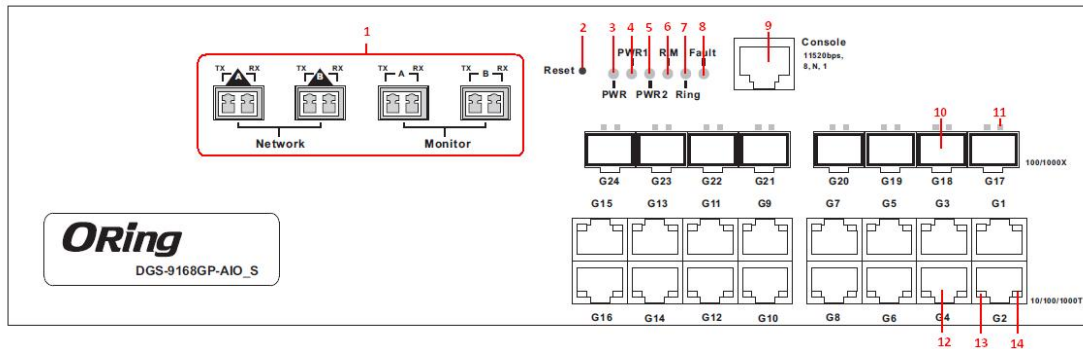 1 2 3 4 5 6 7 8 9
PWR1 R.M Fault
Reset
PWR PWR2 Ring
Console
11520bps,
8, N, 1
TX A RX TX B RX TX A RX TX B RX
Network Monitor
10 11
100/1000X
G24 G23 G22 G21 G20 G19 G18 G17
G15 G13 G11 G9 G7 G5 G3 G1
ORing
DGS-9168GP-AIO_S
10/100/1000T
G16 G14 G12 G10 G8 G6 G4 G2
12 13 14